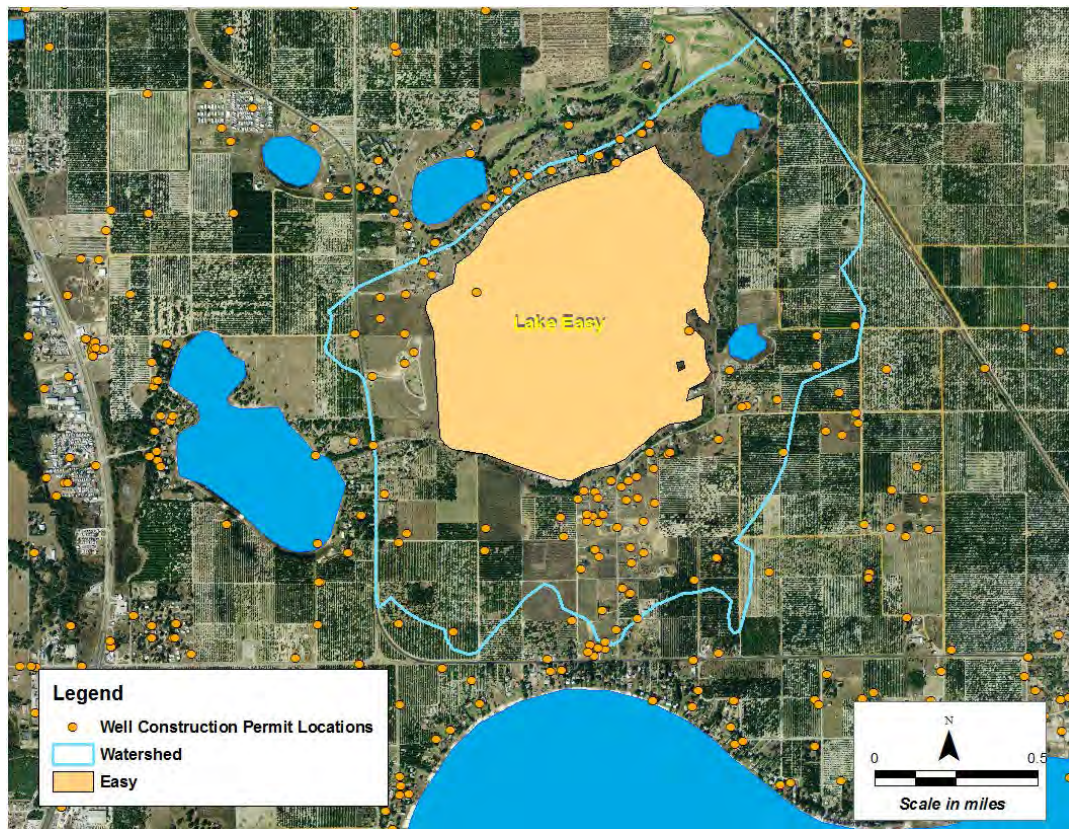 Lake Easy
Legend
Well Construction Permit Locations
Watershed
Easy
N
0
0.5
Scale in miles